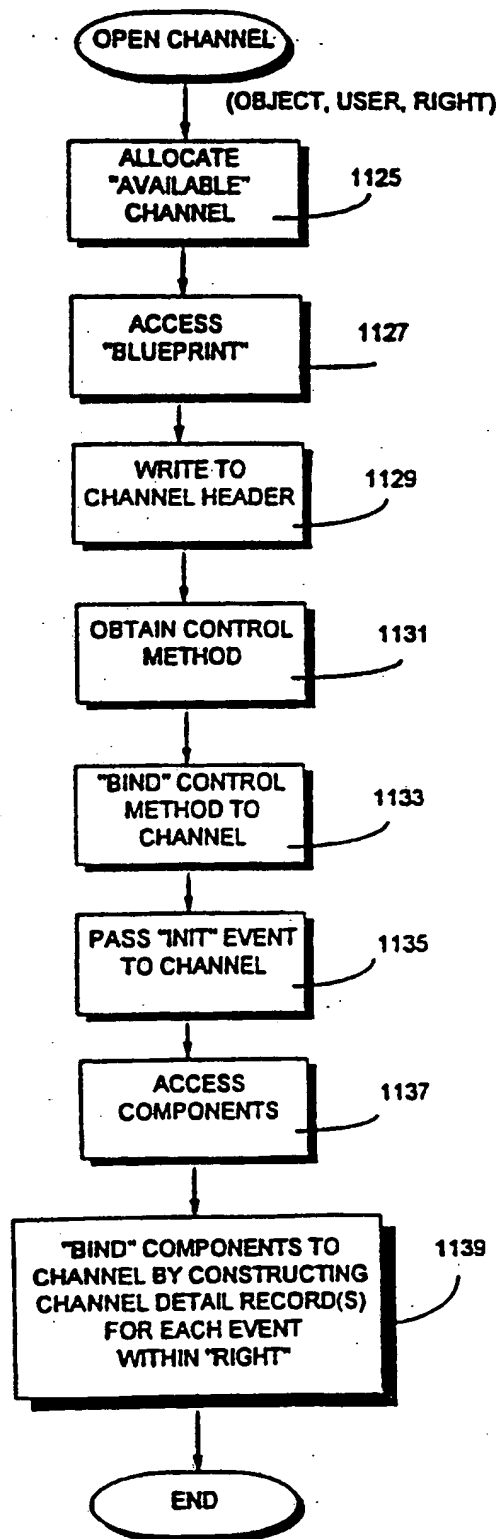 OPEN CHANNEL
(OBJECT, USER, RIGHT)
ALLOCATE
"AVAILABLE"
CHANNEL
1125
ACCESS
"BLUEPRINT"
1127
WRITE TO
CHANNEL HEADER
1129
OBTAIN CONTROL
METHOD
1131
"BIND" CONTROL
METHOD TO
CHANNEL
1133
PASS "INIT" EVENT
TO CHANNEL
1135
ACCESS
COMPONENTS
1137
"BIND" COMPONENTS TO
CHANNEL BY CONSTRUCTING
CHANNEL DETAIL RECORD(S)
FOR EACH EVENT
WITHIN "RIGHT"
1139
END